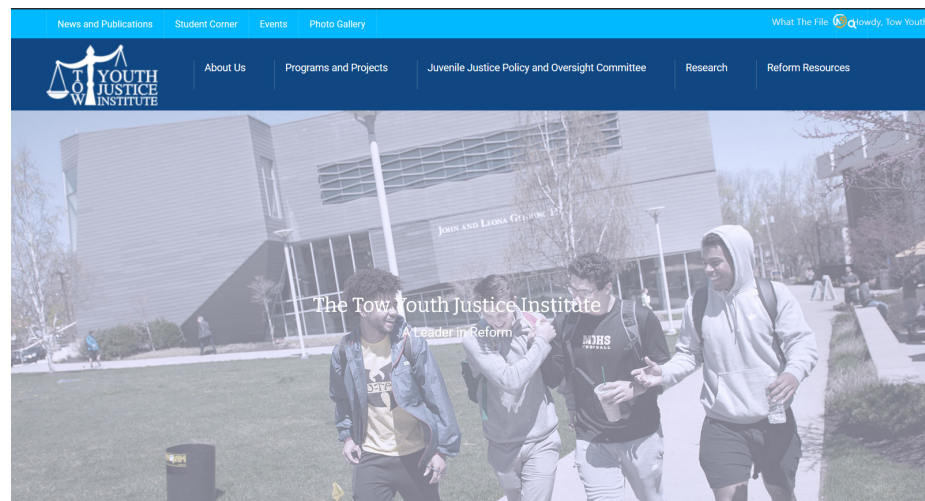 News and Publications Student Corner Events Photo Gallery What The File Howdy, Tow Youth
TOW YOUTH JUSTICE INSTITUTE
About Us Programs and Projects Juvenile Justice Policy and Oversight Committee Research Reform Resources
JOHN AND LEONA
The Tow Youth Justice Institute
A Leader in Reform
MDHS
FOOTBALL